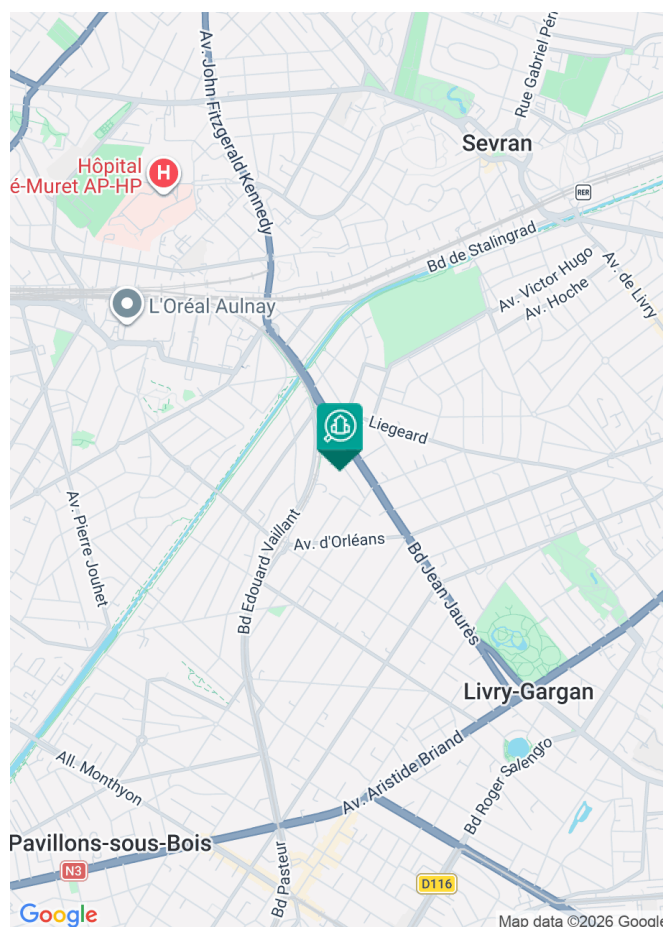 Av. John Fitzgerald Kennedy
Rue Gabriel Péri
Sevran
Hôpital
é-Muret AP-HP
H
RER
Bd de Stalingrad
Av. Victor Hugo
Av. Hoche
Av. de Livry
L'Oréal Aulnay
Liegeard
Av. Pierre Jouhet
Bd Edouard Vaillant
Av. d'Orléans
Bd Jean Jaurès
Livry-Gargan
All. Monthyon
Av. Aristide Briand
Bd Roger Salengro
Pavillons-sous-Bois
N3
Bd Pasteur
D116
Google
Map data ©2026 Google